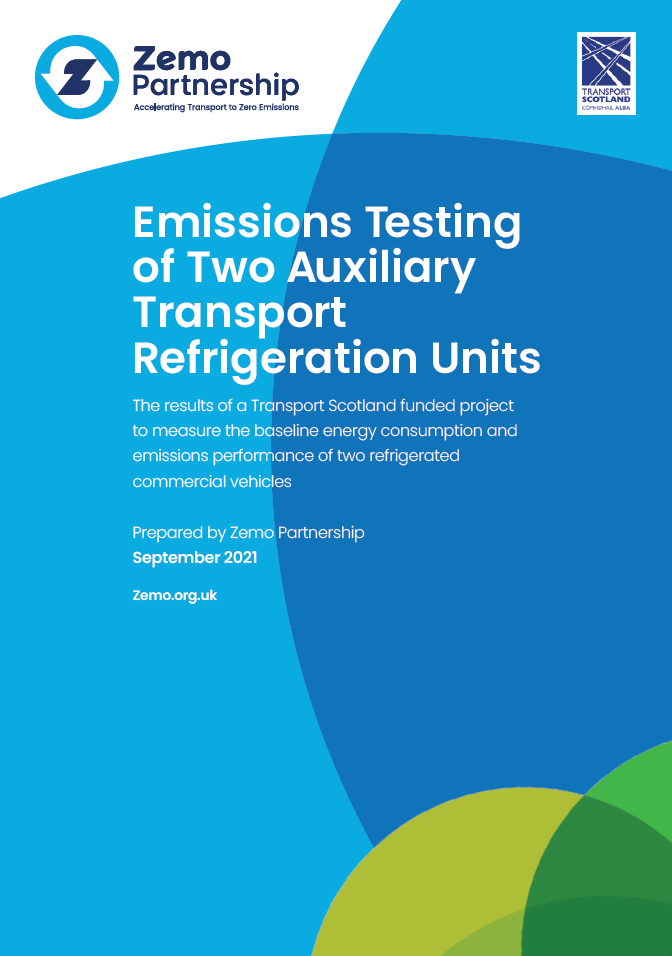 Zemo
Partnership
Accelerating Transport to Zero Emissions
TRANSPORT
SCOTLAND
CÒMHDHAIL ALBA
Emissions Testing
of Two Auxiliary
Transport
Refrigeration Units
The results of a Transport Scotland funded project
to measure the baseline energy consumption and
emissions performance of two refrigerated
commercial vehicles
Prepared by Zemo Partnership
September 2021
Zemo.org.uk